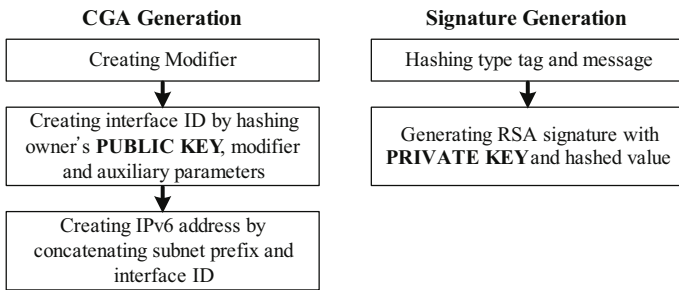 CGA Generation
Creating Modifier
Creating interface ID by hashing
owner's PUBLIC KEY, modifier
and auxiliary parameters
Creating IPv6 address by
concatenating subnet prefix and
interface ID
Signature Generation
Hashing type tag and message
Generating RSA signature with
PRIVATE KEY and hashed value